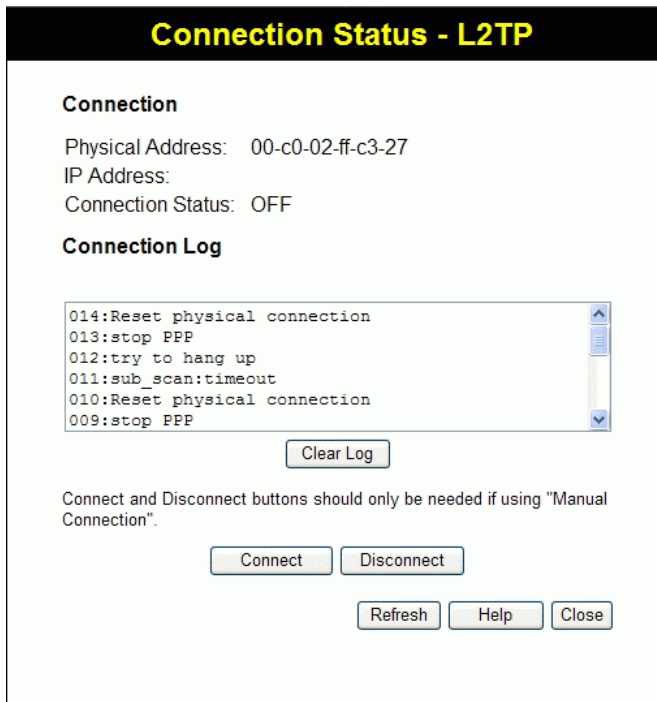 Connection Status - L2TP
Connection
Physical Address: 00-c0-02-ff-c3-27
IP Address:
Connection Status: OFF
Connection Log
014:Reset physical connection
013:stop PPP
012:try to hang up
011:sub_scan:timeout
010:Reset physical connection
009:stop PPP
Clear Log
Connect and Disconnect buttons should only be needed if using "Manual
Connection".
Connect Disconnect
Refresh Help Close